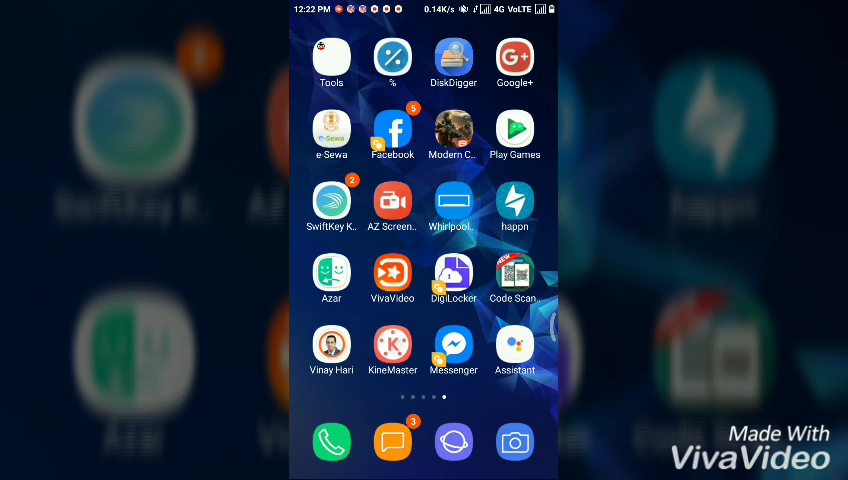 12:22 PM 0.14K/s 4G VoLTE
Tools % DiskDigger Google+
e-Sewa Facebook 5 Modern C.. Play Games
SwiftKey K.. 2 AZ Screen.. Whirlpool.. happn
Azar VivaVideo DigiLocker Code Scan..
Vinay Hari KineMaster Messenger Assistant
3
Made With
VivaVideo